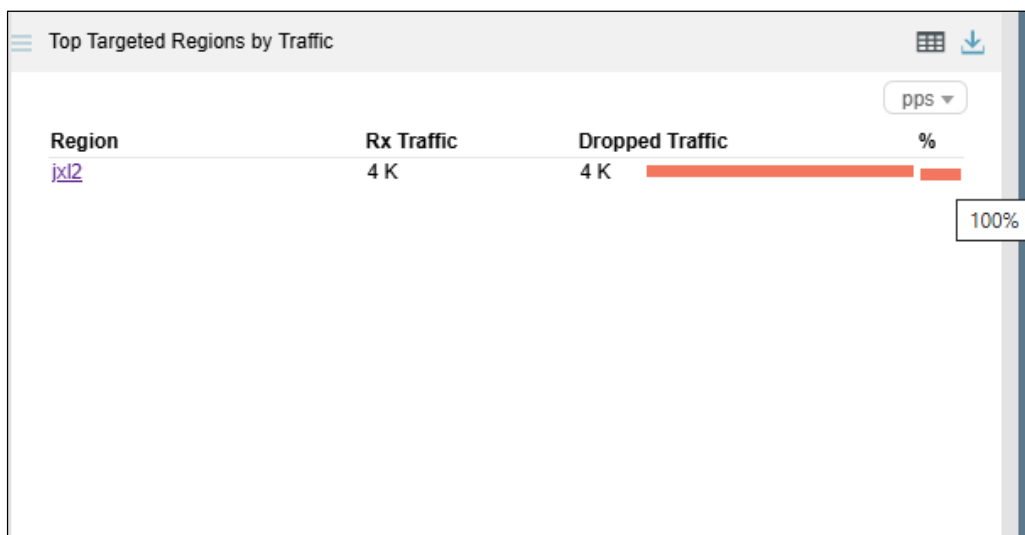 Top Targeted Regions by Traffic
pps
Region Rx Traffic Dropped Traffic %
jxl2 4 K 4 K
100%